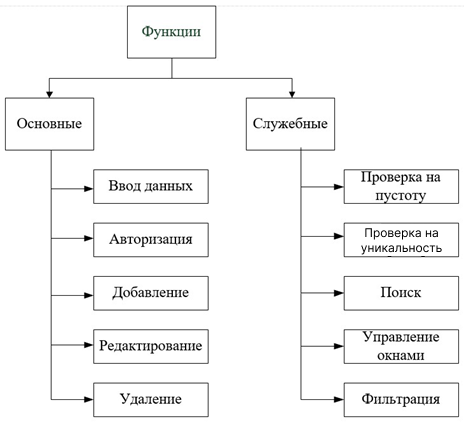 Функции
Основные
Служебные
Ввод данных
Авторизация
Добавление
Редактирование
Удаление
Проверка на
пустоту
Проверка на
уникальность
Поиск
Управление
окнами
Фильтрация